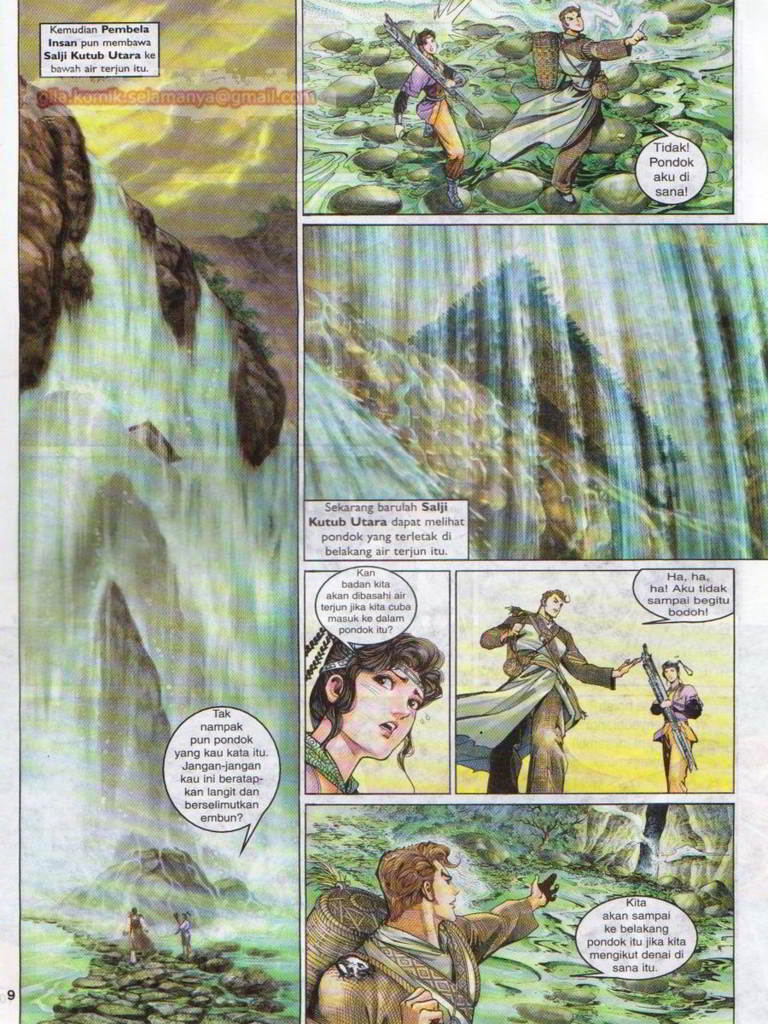 Kemudian Pembela
Insan pun membawa
Salji Kutub Utara ke
bawah air terjun itu.
gila.komik.selamanya@gmail.com
Tak
nampak
pun pondok
yang kau kata itu.
Jangan-jangan
kau ini beratap-
kan langit dan
berselimutkan
embun?
Tidak!
Pondok
aku di
sana!
Sekarang barulah Salji
Kutub Utara dapat melihat
pondok yang terletak di
belakang air terjun itu.
Kan
badan kita
akan dibasahi air
terjun jika kita cuba
masuk ke dalam
pondok itu?
Ha, ha,
ha! Aku tidak
sampai begitu
bodoh!
Kita
akan sampai
ke belakang
pondok itu jika kita
mengikut denai di
sana itu.
9